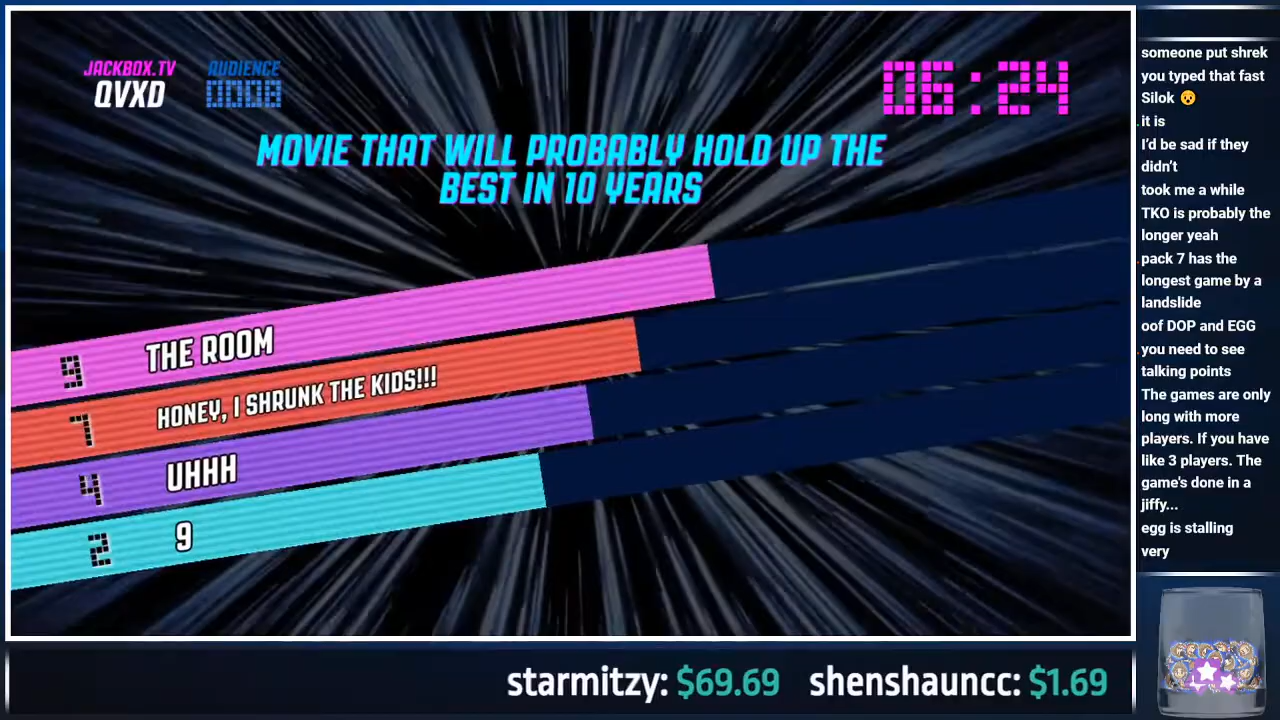 JACKBOX.TV
QVXD
AUDIENCE
0008
06:24
MOVIE THAT WILL PROBABLY HOLD UP THE
BEST IN 10 YEARS
9 THE ROOM
7 HONEY, I SHRUNK THE KIDS!!!
4 UHHH
2 9
someone put shrek
you typed that fast
Silok 😮
it is
I'd be sad if they
didn't
took me a while
TKO is probably the
longer yeah
pack 7 has the
longest game by a
landslide
oof DOP and EGG
you need to see
talking points
The games are only
long with more
players. If you have
like 3 players. The
game's done in a
jiffy...
egg is stalling
very
starmitzy: $69.69 shenshauncc: $1.69